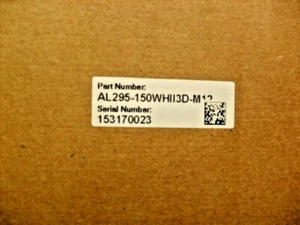 Part Number:
AL295-150WHII3D-M12
Serial Number:
153170023